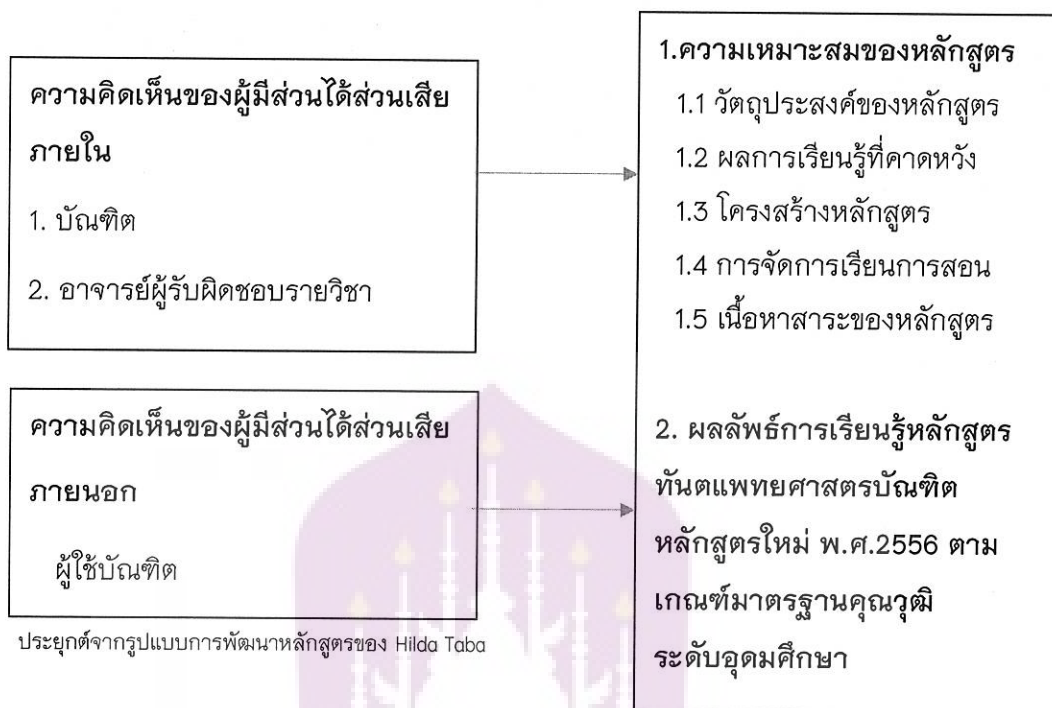 ความคิดเห็นของผู้มีส่วนได้ส่วนเสีย
ภายใน
1. บัณฑิต
2. อาจารย์ผู้รับผิดชอบรายวิชา
ความคิดเห็นของผู้มีส่วนได้ส่วนเสีย
ภายนอก
ผู้ใช้บัณฑิต
ประยุกต์จากรูปแบบการพัฒนาหลักสูตรของ Hilda Taba
1.ความเหมาะสมของหลักสูตร
1.1 วัตถุประสงค์ของหลักสูตร
1.2 ผลการเรียนรู้ที่คาดหวัง
1.3 โครงสร้างหลักสูตร
1.4 การจัดการเรียนการสอน
1.5 เนื้อหาสาระของหลักสูตร
2. ผลลัพธ์การเรียนรู้หลักสูตร
ทันตแพทยศาสตรบัณฑิต
หลักสูตรใหม่ พ.ศ.2556 ตาม
เกณฑ์มาตรฐานคุณวุฒิ
ระดับอุดมศึกษา